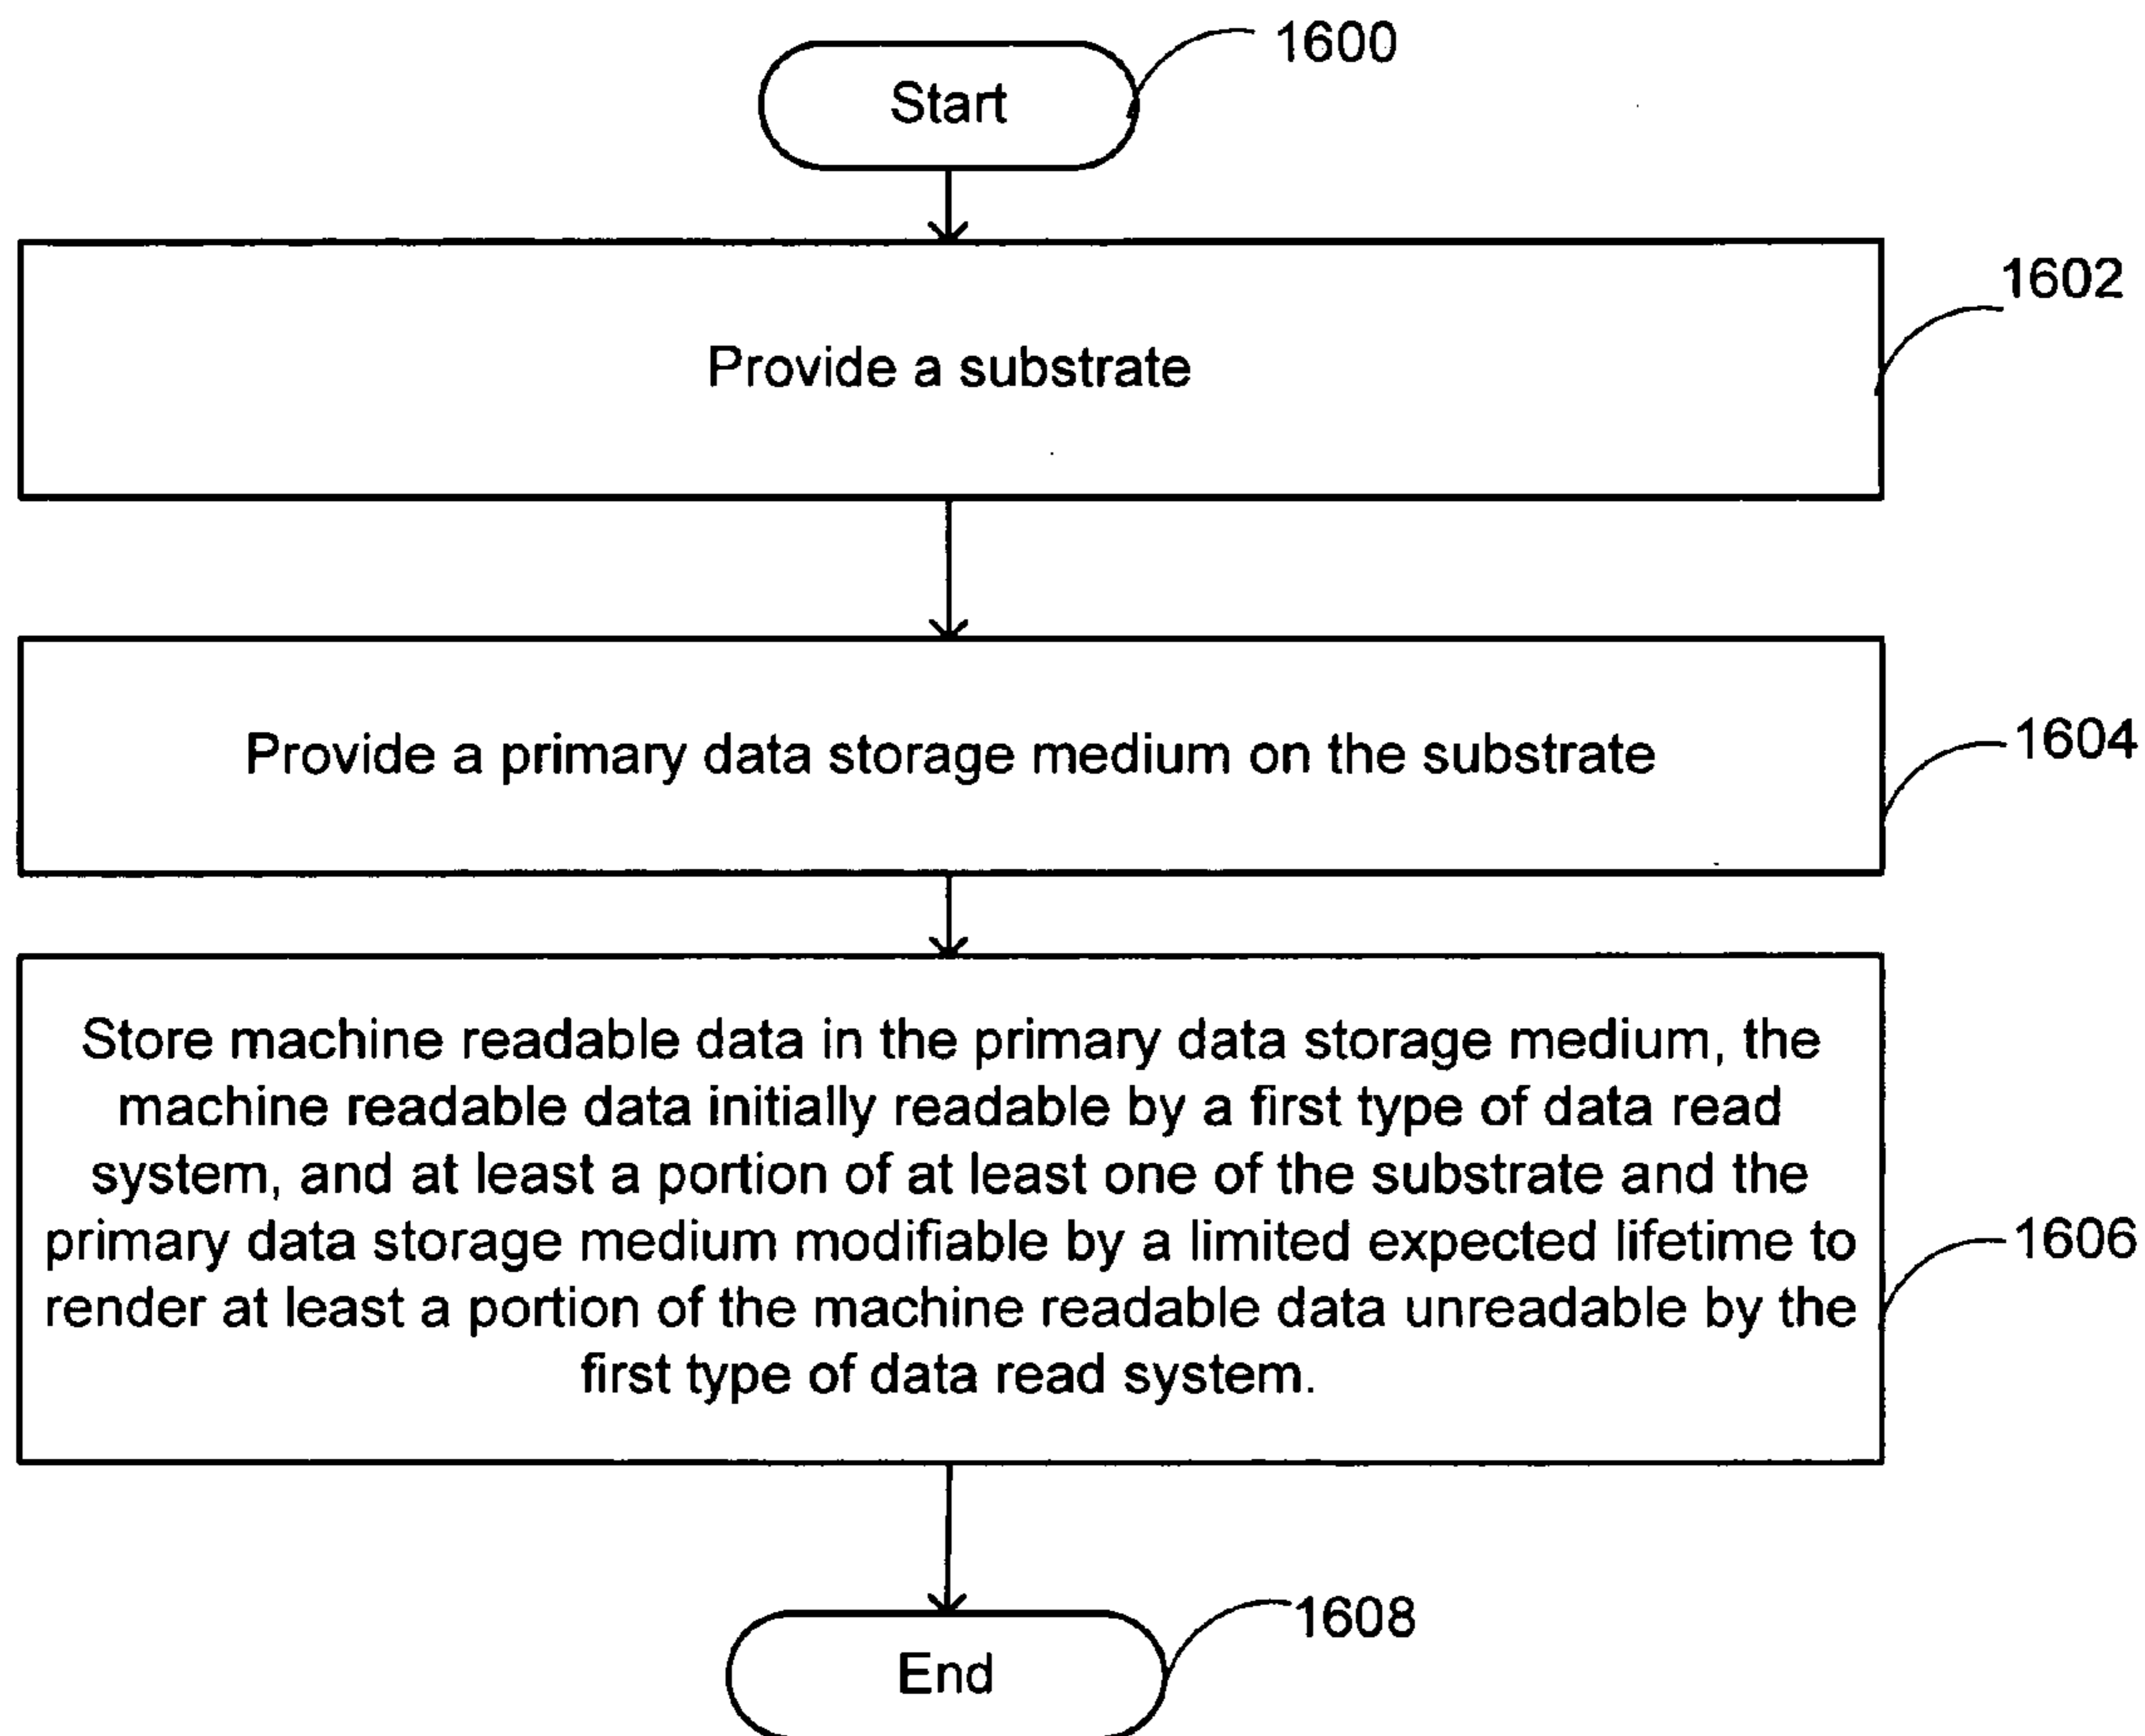 1600
Start
1602
Provide a substrate
1604
Provide a primary data storage medium on the substrate
Store machine readable data in the primary data storage medium, the
machine readable data initially readable by a first type of data read
system, and at least a portion of at least one of the substrate and the
primary data storage medium modifiable by a limited expected lifetime to
render at least a portion of the machine readable data unreadable by the
first type of data read system.
1606
1608
End